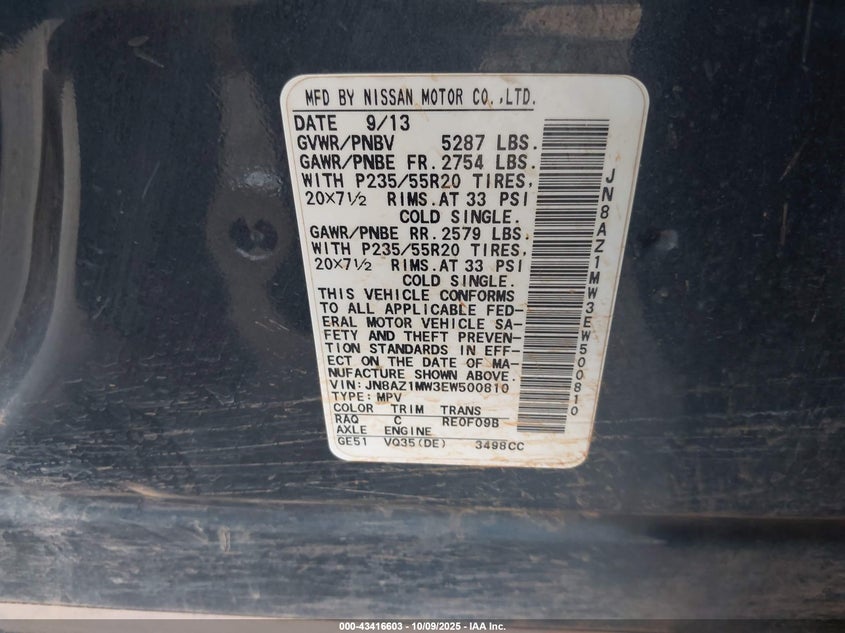 MFD BY NISSAN MOTOR CO.,LTD.
DATE 9/13
GVWR/PNBV 5287 LBS.
GAWR/PNBE FR. 2754 LBS.
WITH P235/55R20 TIRES,
20×7½ RIMS.AT 33 PSI
COLD SINGLE.
GAWR/PNBE RR. 2579 LBS.
WITH P235/55R20 TIRES,
20×7½ RIMS.AT 33 PSI
COLD SINGLE.
THIS VEHICLE CONFORMS
TO ALL APPLICABLE FED-
ERAL MOTOR VEHICLE SA-
FETY AND THEFT PREVEN-
TION STANDARDS IN EFF-
ECT ON THE DATE OF MA-
NUFACTURE SHOWN ABOVE.
VIN:JN8AZ1MW3EW500810
TYPE: MPV
COLOR TRIM TRANS
RAQ C RE0F09B
AXLE ENGINE
GE51 VQ35(DE) 3498CC
JN8AZ1MW3EW500810
000-43416603 - 10/09/2025 - IAA Inc.